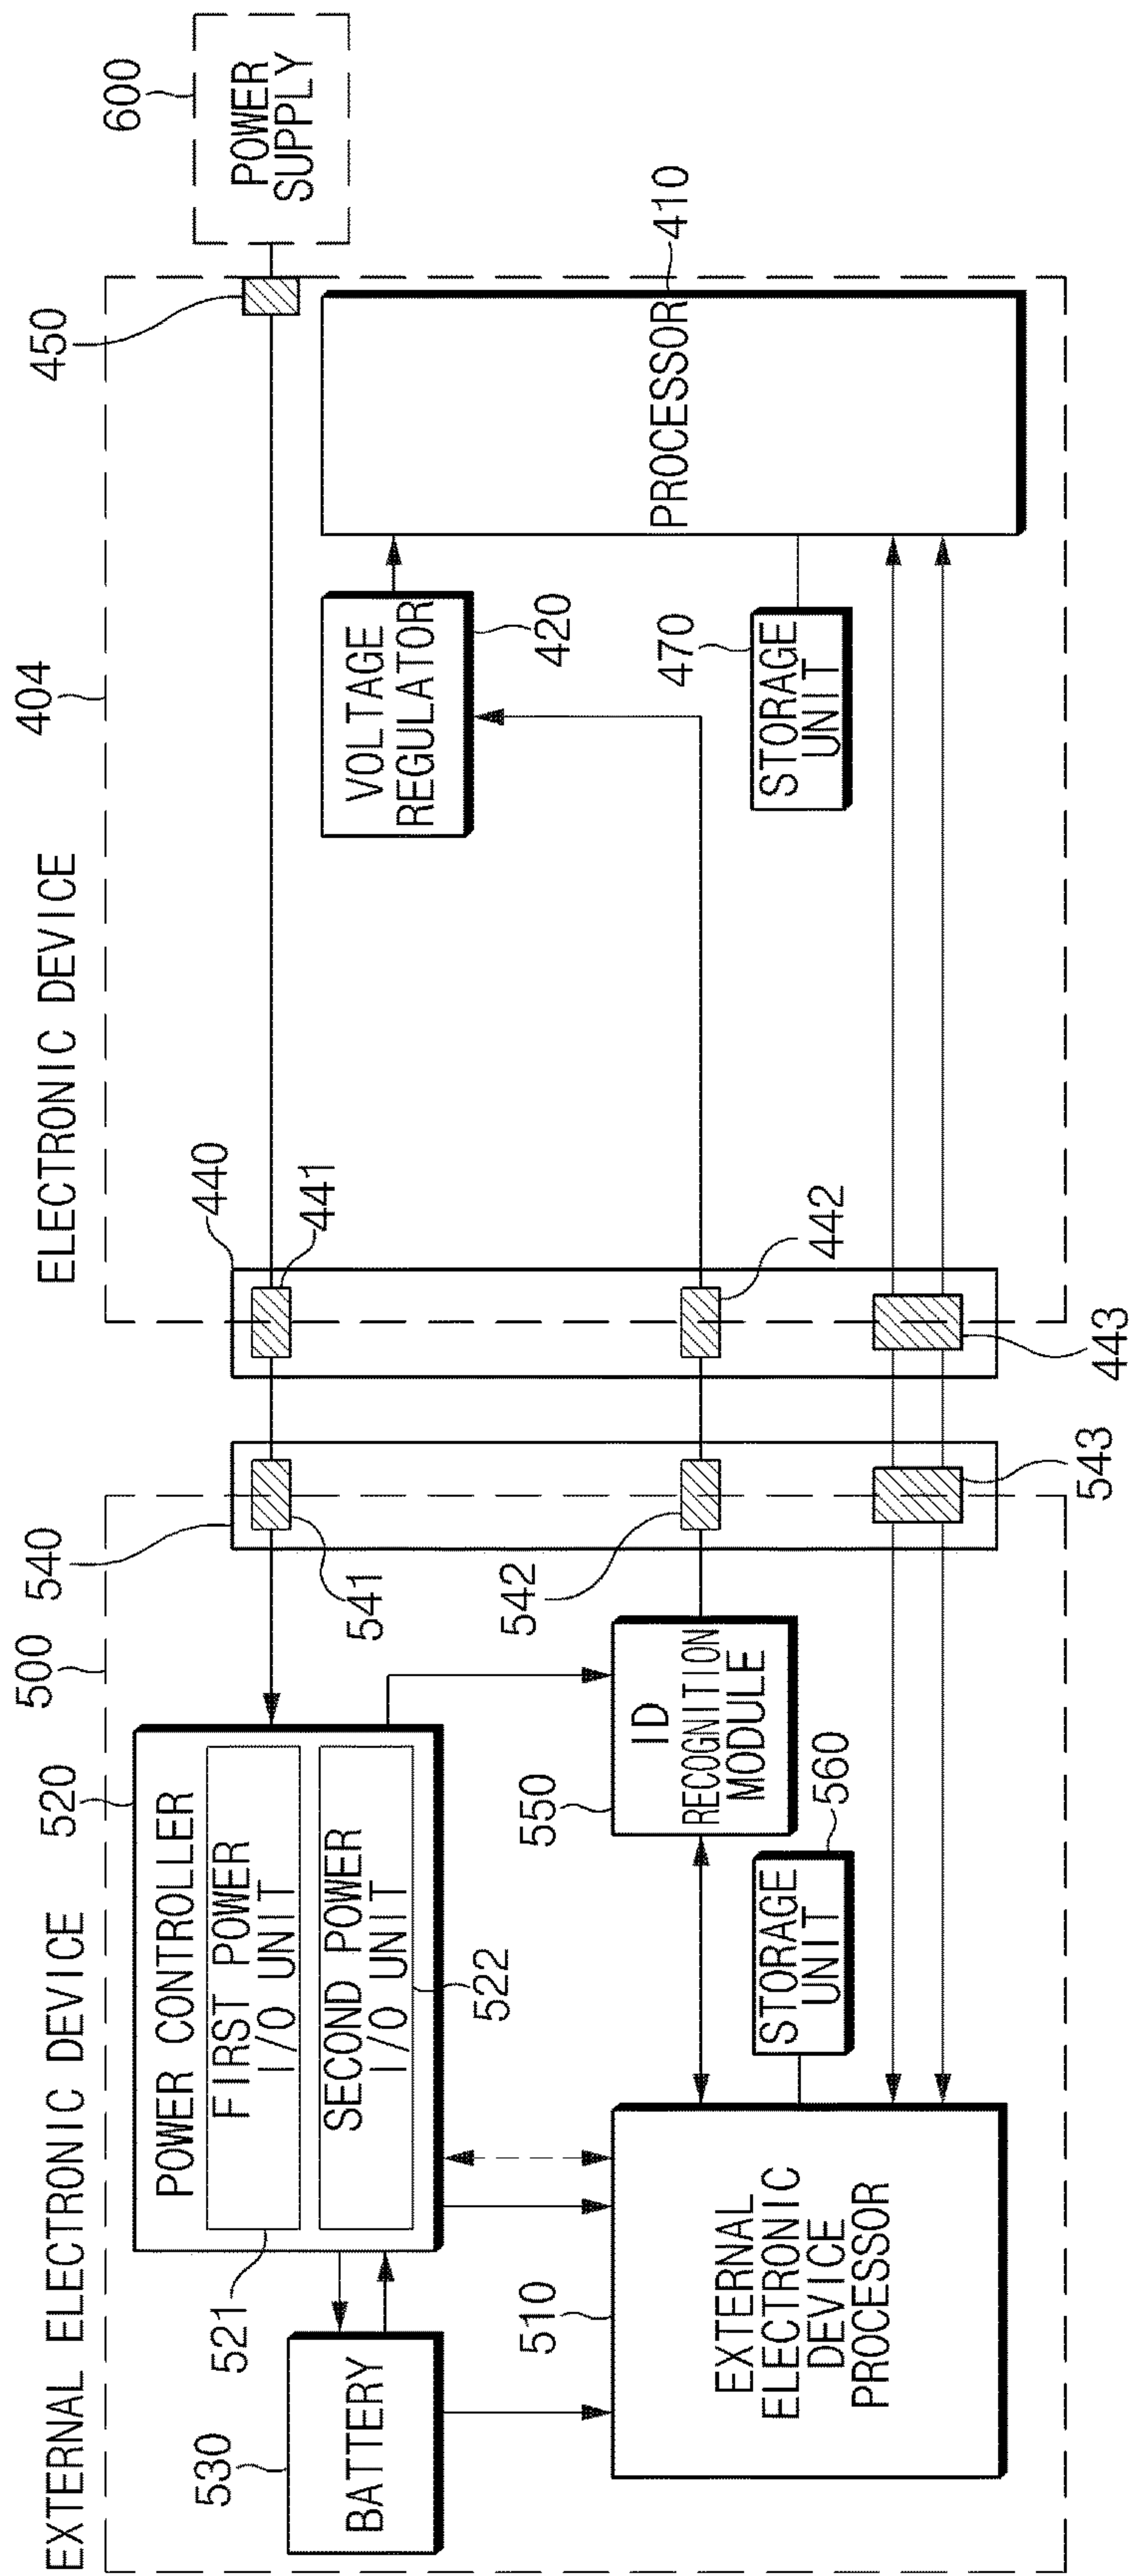 EXTERNAL ELECTRONIC DEVICE
500
540
520
POWER CONTROLLER
FIRST POWER
I/O UNIT
SECOND POWER
I/O UNIT
521
522
541
530
BATTERY
510
EXTERNAL
ELECTRONIC
DEVICE
PROCESSOR
550
ID
RECOGNITION
MODULE
542
STORAGE
UNIT
560
543
ELECTRONIC DEVICE
404
440
441
442
443
450
600
POWER
SUPPLY
VOLTAGE
REGULATOR
420
470
STORAGE
UNIT
PROCESSOR
410